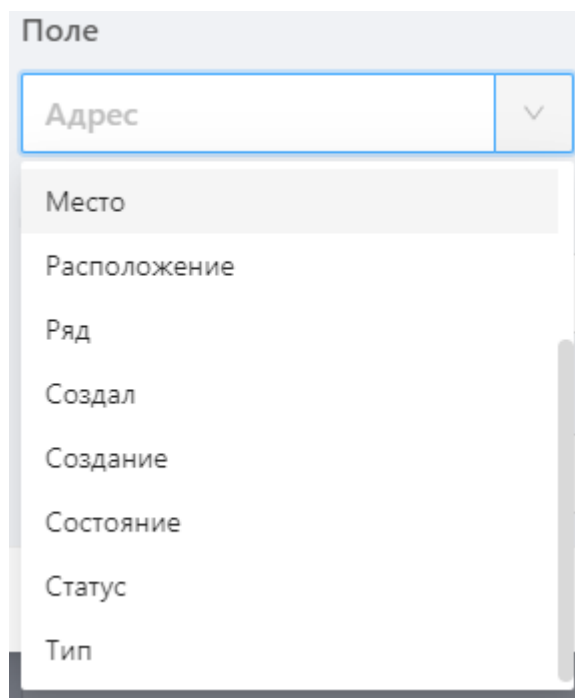 Поле
Адрес
Место
Расположение
Ряд
Создал
Создание
Состояние
Статус
Тип